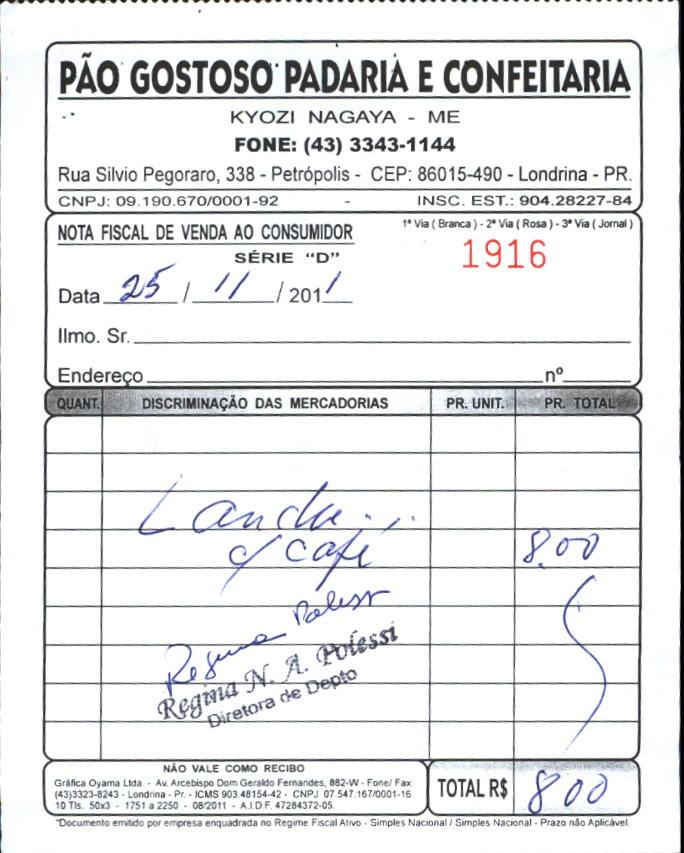 PÃO GOSTOSO PADARIA E CONFEITARIA
KYOZI NAGAYA - ME
FONE: (43) 3343-1144
Rua Silvio Pegoraro, 338 - Petrópolis - CEP: 86015-490 - Londrina - PR.
CNPJ: 09.190.670/0001-92 - INSC. EST.: 904.28227-84
NOTA FISCAL DE VENDA AO CONSUMIDOR
1ª Via ( Branca ) - 2ª Via ( Rosa ) - 3ª Via ( Jornal )
SÉRIE "D"
1916
Data 25 / 11 / 2011
Ilmo. Sr.
Endereço nº
QUANT. DISCRIMINAÇÃO DAS MERCADORIAS PR. UNIT. PR. TOTAL
Lanche...
c/ café 8,00
Regina Polessi
Regina N. A. Polessi
Diretora de Depto
NÃO VALE COMO RECIBO
Gráfica Oyama Ltda. - Av. Arcebispo Dom Geraldo Fernandes, 882-W - Fone/ Fax
(43)3323-8243 - Londrina - Pr. - ICMS 903.48154-42 - CNPJ 07.547.167/0001-16
10 Tls. 50x3 - 1751 a 2250 - 08/2011 - A.I.D.F. 47284372-05.
TOTAL R$ 8 00
*Documento emitido por empresa enquadrada no Regime Fiscal Ativo - Simples Nacional / Simples Nacional - Prazo não Aplicável.